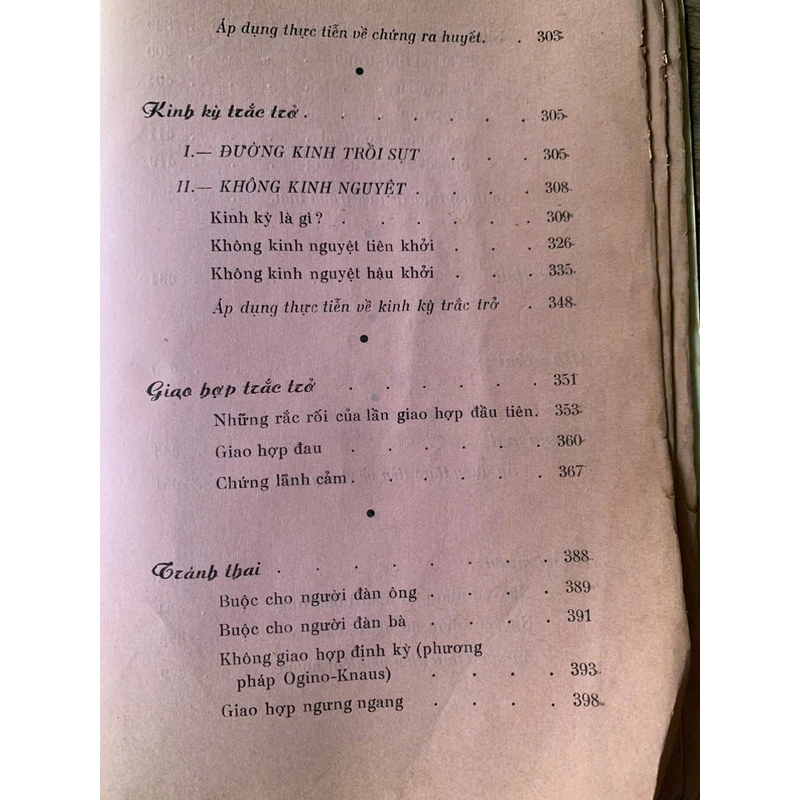 Áp dụng thực tiễn về chứng ra huyết. . 303
Kinh kỳ trắc trở . . . . . . . 305
I.— ĐƯỜNG KINH TRỒI SỤT . . . 305
II.— KHÔNG KINH NGUYỆT . . . . 308
Kinh kỳ là gì ? . . . . . . 309
Không kinh nguyệt tiên khởi . . . 326
Không kinh nguyệt hậu khởi . . . 335
Áp dụng thực tiễn về kinh kỳ trắc trở . 348
Giao hợp trắc trở . . . . . . 351
Những rắc rối của lần giao hợp đầu tiên. 353
Giao hợp đau . . . . . . 360
Chứng lãnh cảm . . . . . . 367
Tránh thai . . . . . . . . 388
Buộc cho người đàn ông . . . . 389
Buộc cho người đàn bà . . . . 391
Không giao hợp định kỳ (phương
pháp Ogino-Knaus) . . . . 393
Giao hợp ngưng ngang . . . . 398